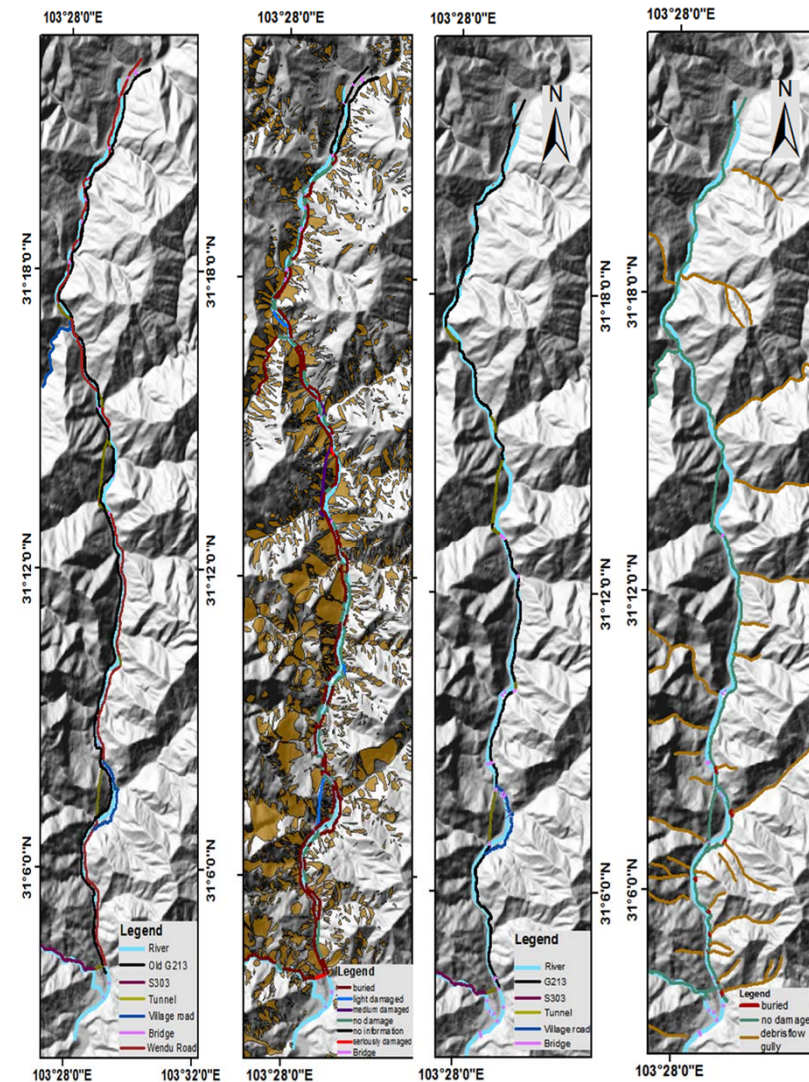 103°28'0"E
103°28'0"E
103°28'0"E
103°28'0"E
N
N
31°18'0"N
31°18'0"N
31°18'0"N
31°18'0"N
31°12'0"N
31°12'0"N
31°12'0"N
31°12'0"N
31°6'0"N
31°6'0"N
31°6'0"N
31°6'0"N
Legend
River
Old G213
S303
Tunnel
Village road
Bridge
Wendu Road
Legend
buried
light damaged
medium damaged
no damage
no information
seriously damaged
Bridge
Legend
River
G213
S303
Tunnel
Village road
Bridge
Legend
buried
no damage
debrisflow
gully
103°28'0"E
103°32'0"E
103°28'0"E
103°28'0"E
103°28'0"E